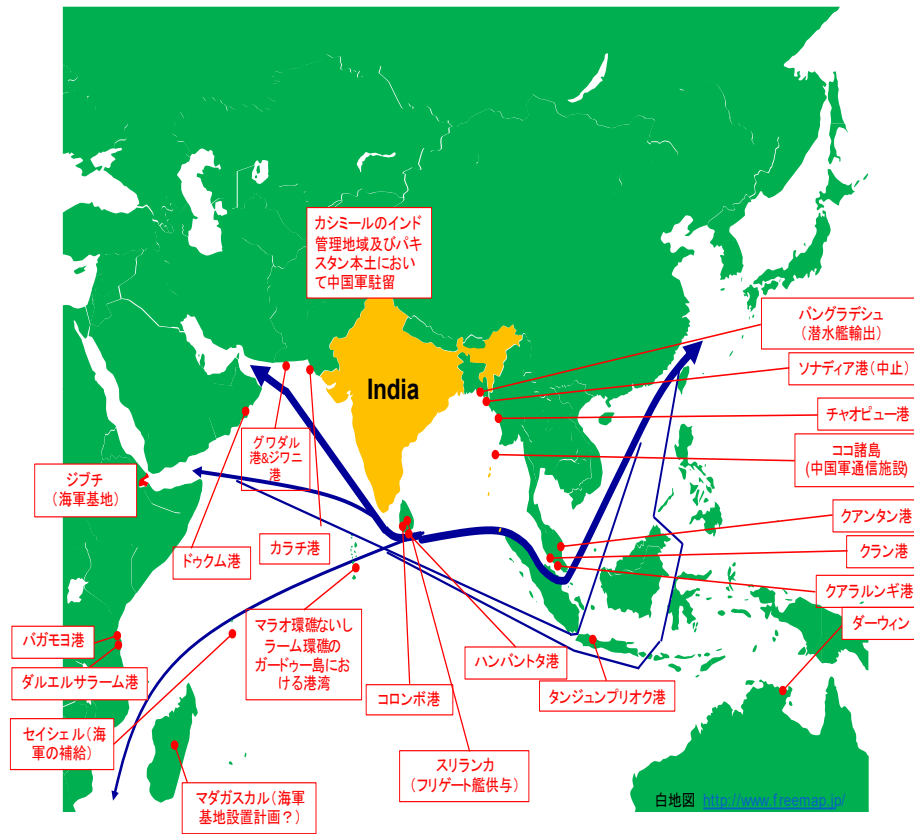 カシミールのインド
管理地域及びパキ
スタン本土におい
て中国軍駐留
バングラデシュ
（潜水艦輸出）
ソナディア港（中止）
チャオピュー港
ココ諸島
(中国軍通信施設)
クアンタン港
クラン港
クアラルンギ港
ダーウィン
India
グワダル
港&ジワニ
港
ジブチ
（海軍基地）
ドゥクム港
カラチ港
バガモヨ港
ダルエルサラーム港
セイシェル（海
軍の補給）
マラオ環礁ないし
ラーム環礁の
ガードゥー島にお
ける港湾
コロンボ港
ハンバントタ港
タンジュンプリオク港
スリランカ
（フリゲート艦供与）
マダガスカル（海軍
基地設置計画？）
白地図 http://www.freemap.jp/